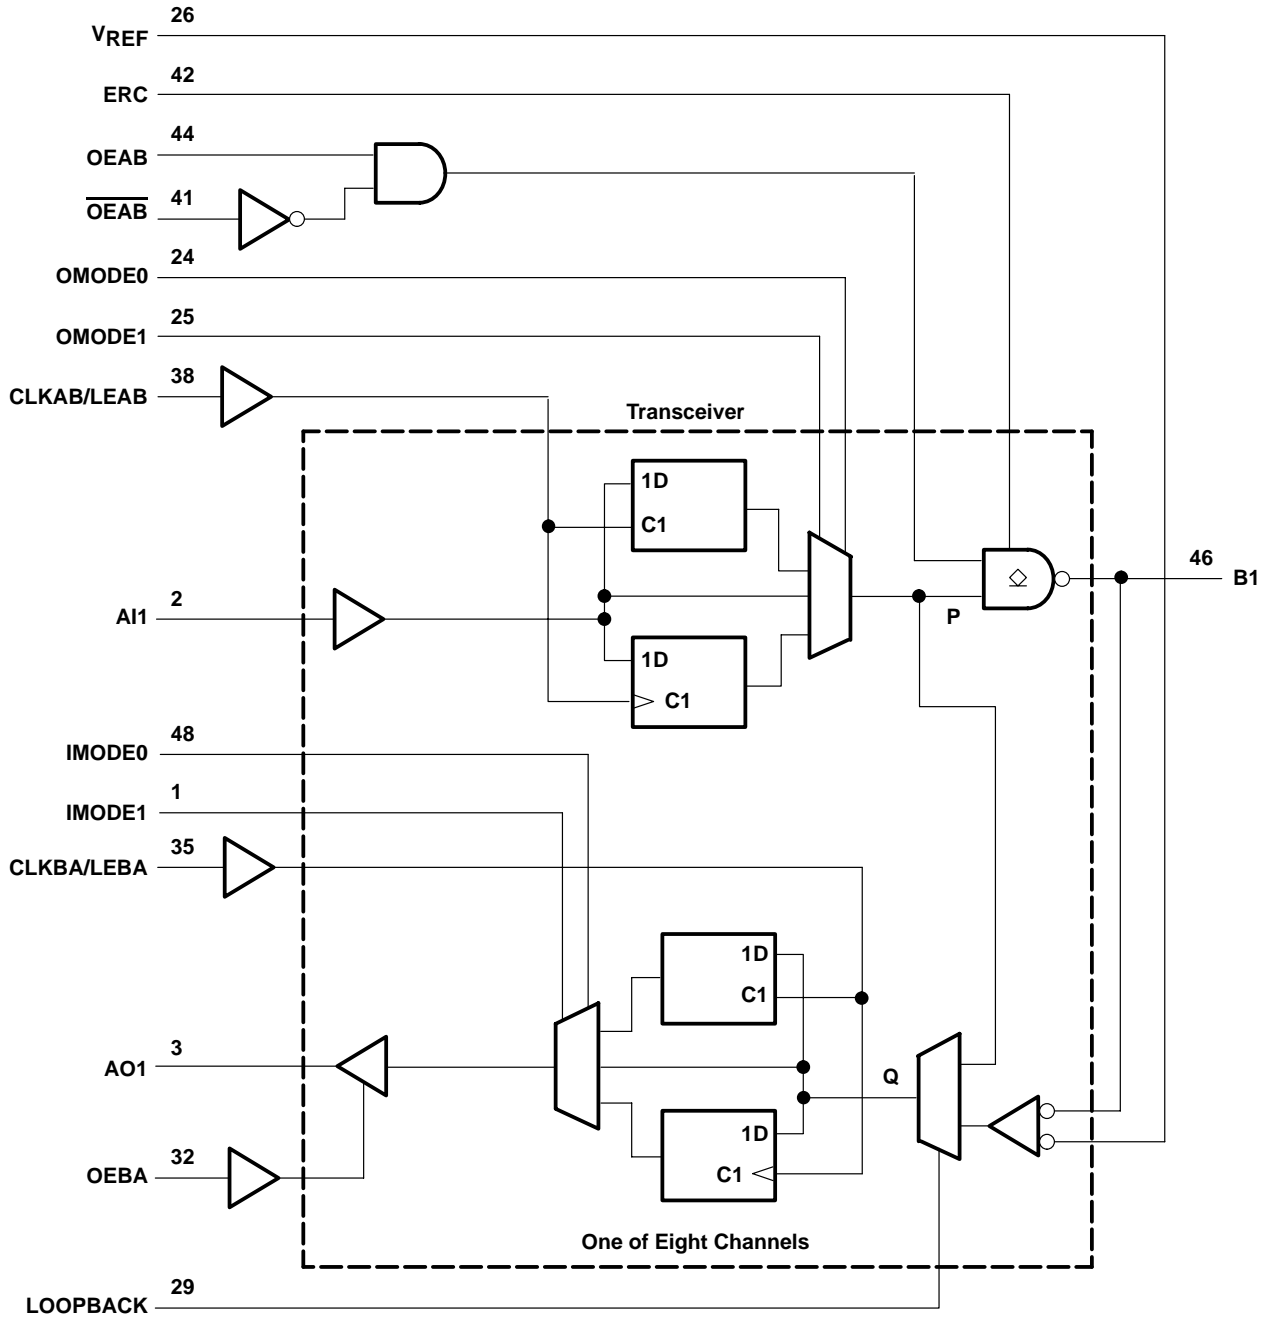 26
VREF
42
ERC
44
OEAB
41
OEAB
24
OMODE0
25
OMODE1
38
CLKAB/LEAB
Transceiver
1D
C1
46
B1
2
AI1
P
1D
C1
48
IMODE0
1
IMODE1
35
CLKBA/LEBA
1D
C1
3
AO1
Q
1D
C1
32
OEBA
One of Eight Channels
29
LOOPBACK